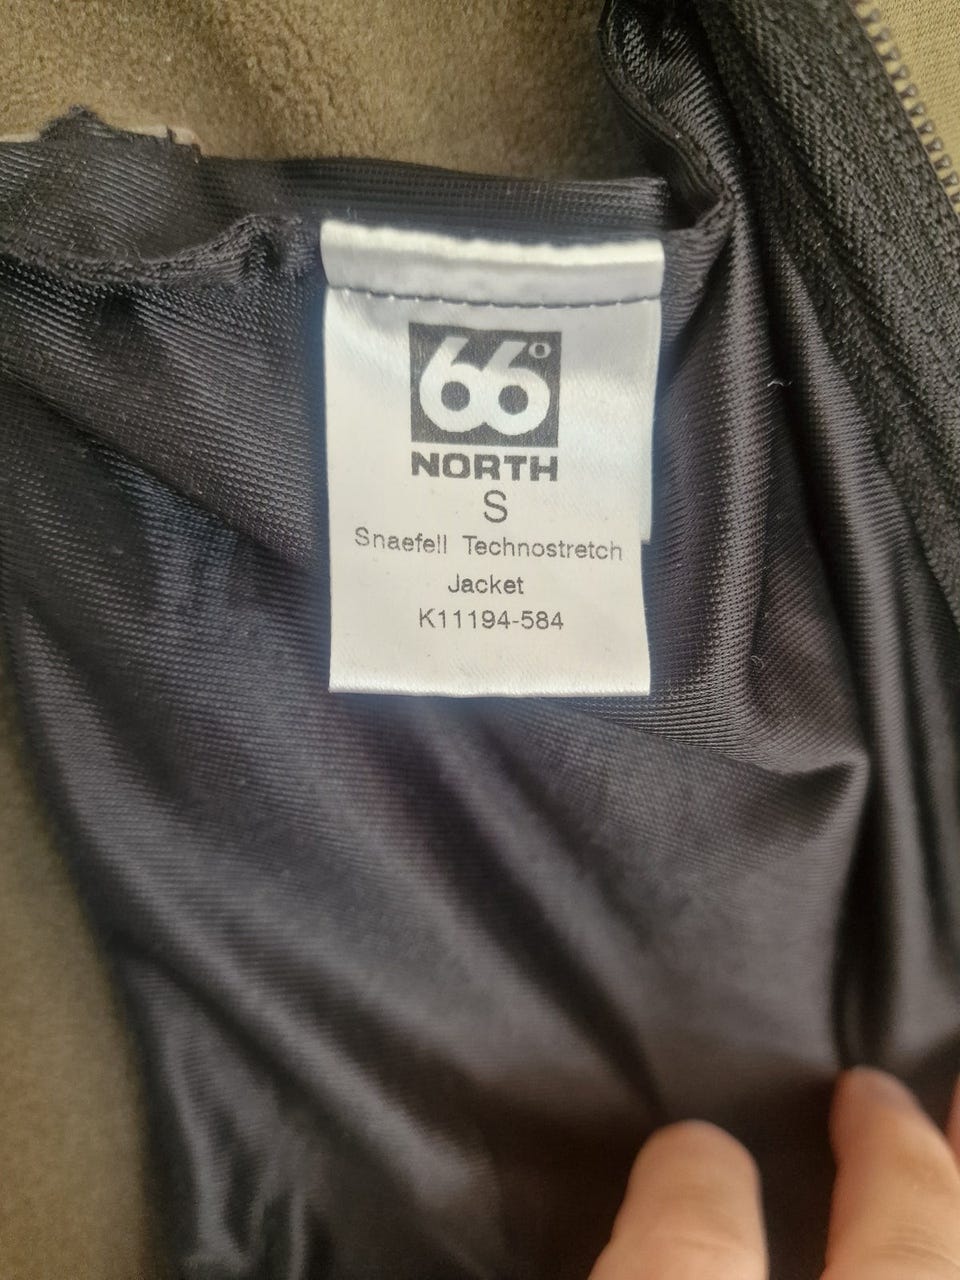 66°
NORTH
S
Snaefell Technostretch
Jacket
K11194-584